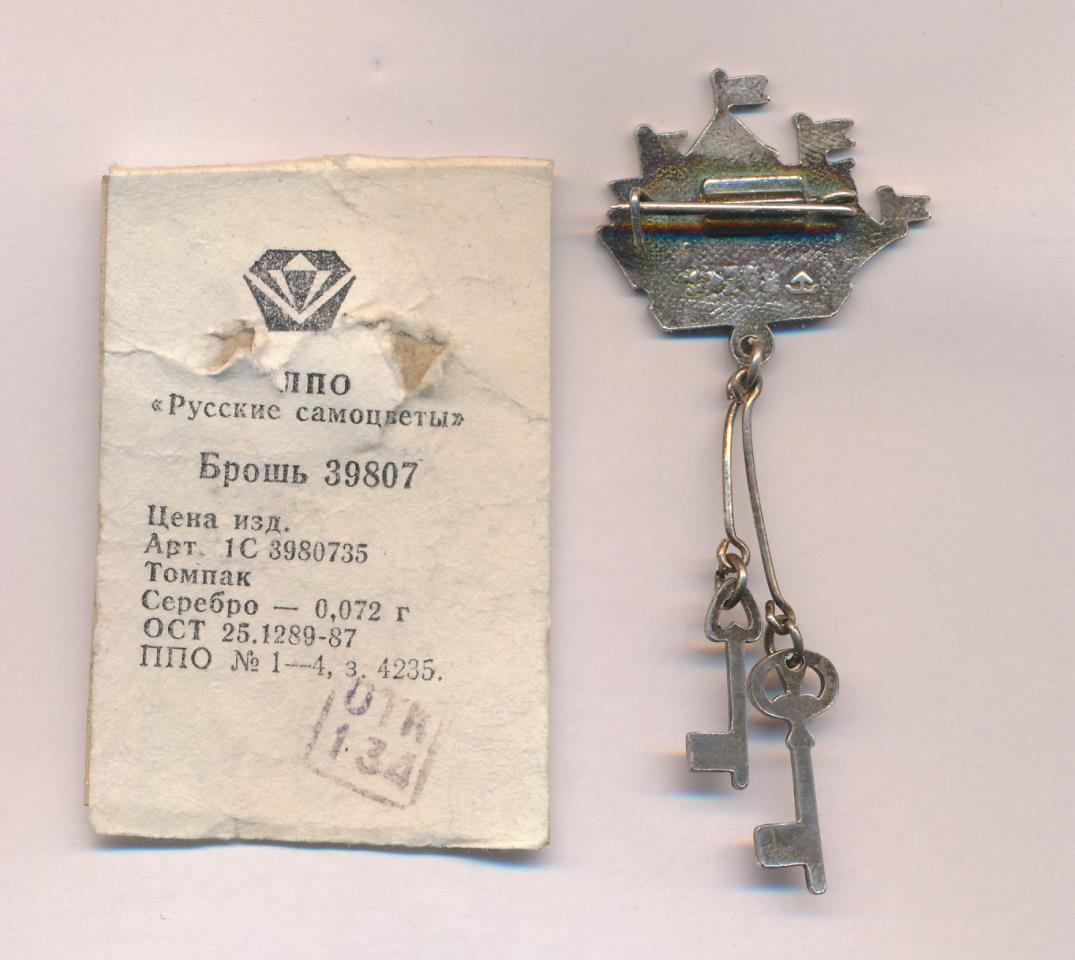 ЛПО
«Русские самоцветы»
Брошь 39807
Цена изд.
Арт. 1С 3980735
Томпак
Серебро — 0,072 г
ОСТ 25.1289-87
ППО № 1—4, з. 4235.
ОТК
134